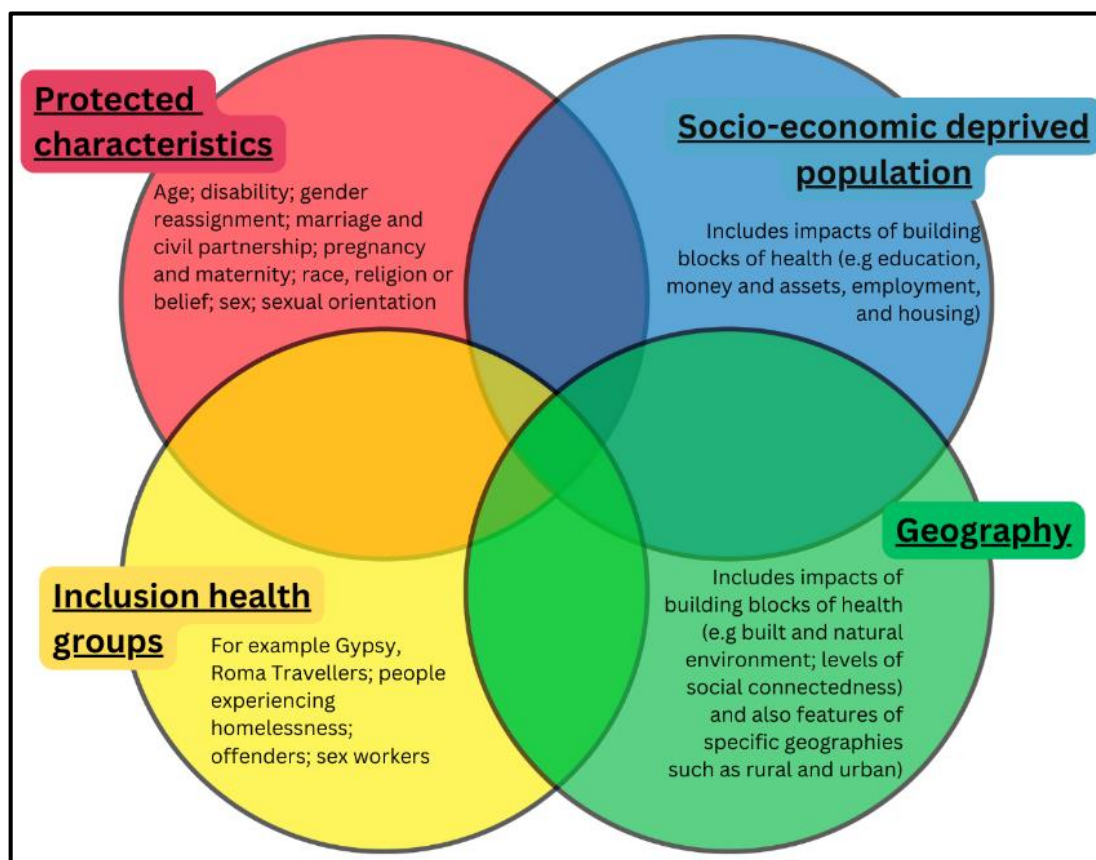 Protected
characteristics
Age; disability; gender
reassignment; marriage and
civil partnership; pregnancy
and maternity; race, religion or
belief; sex; sexual orientation
Socio-economic deprived
population
Includes impacts of building
blocks of health (e.g education,
money and assets, employment,
and housing)
Inclusion health
groups
For example Gypsy,
Roma Travellers; people
experiencing
homelessness;
offenders; sex workers
Geography
Includes impacts of
building blocks of health
(e.g built and natural
environment; levels of
social connectedness)
and also features of
specific geographies
such as rural and urban)